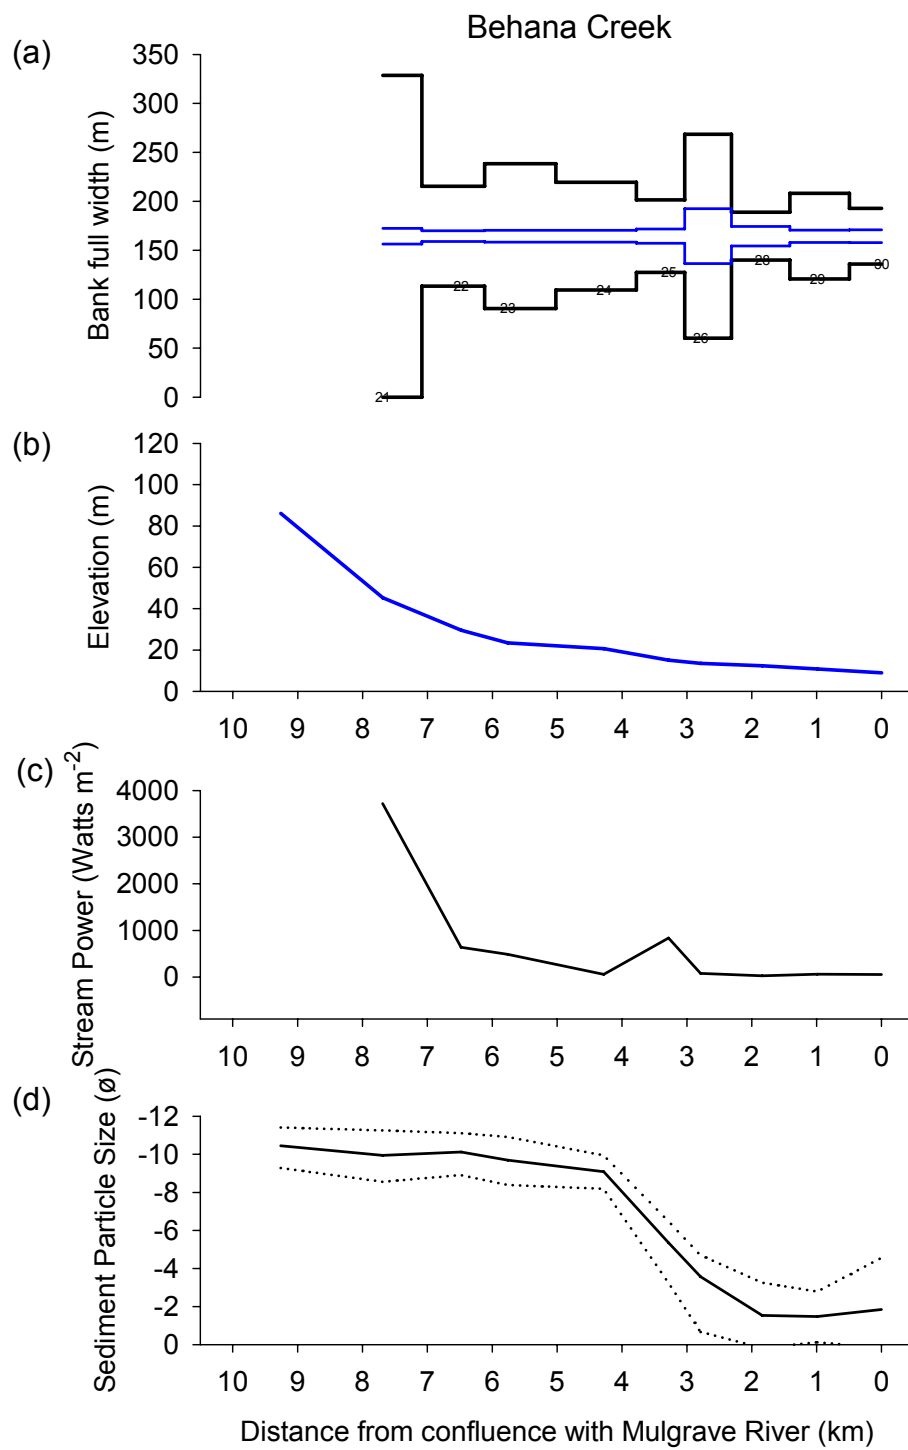 Behana Creek
(a)
Bank full width (m)
350
300
250
200
150
100
50
0
21
22
23
24
25
26
28
29
30
(b)
Elevation (m)
120
100
80
60
40
20
0
10 9 8 7 6 5 4 3 2 1 0
(c)
Stream Power (Watts m-2)
4000
3000
2000
1000
0
10 9 8 7 6 5 4 3 2 1 0
(d)
Sediment Particle Size (ø)
-12
-10
-8
-6
-4
-2
0
10 9 8 7 6 5 4 3 2 1 0
Distance from confluence with Mulgrave River (km)